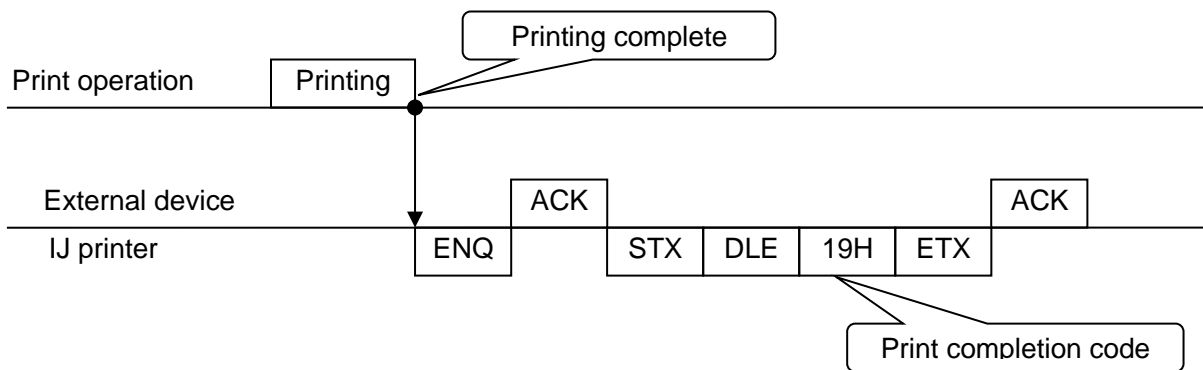 Printing complete
Print operation
Printing
External device
ACK
ACK
IJ printer
ENQ
STX
DLE
19H
ETX
Print completion code